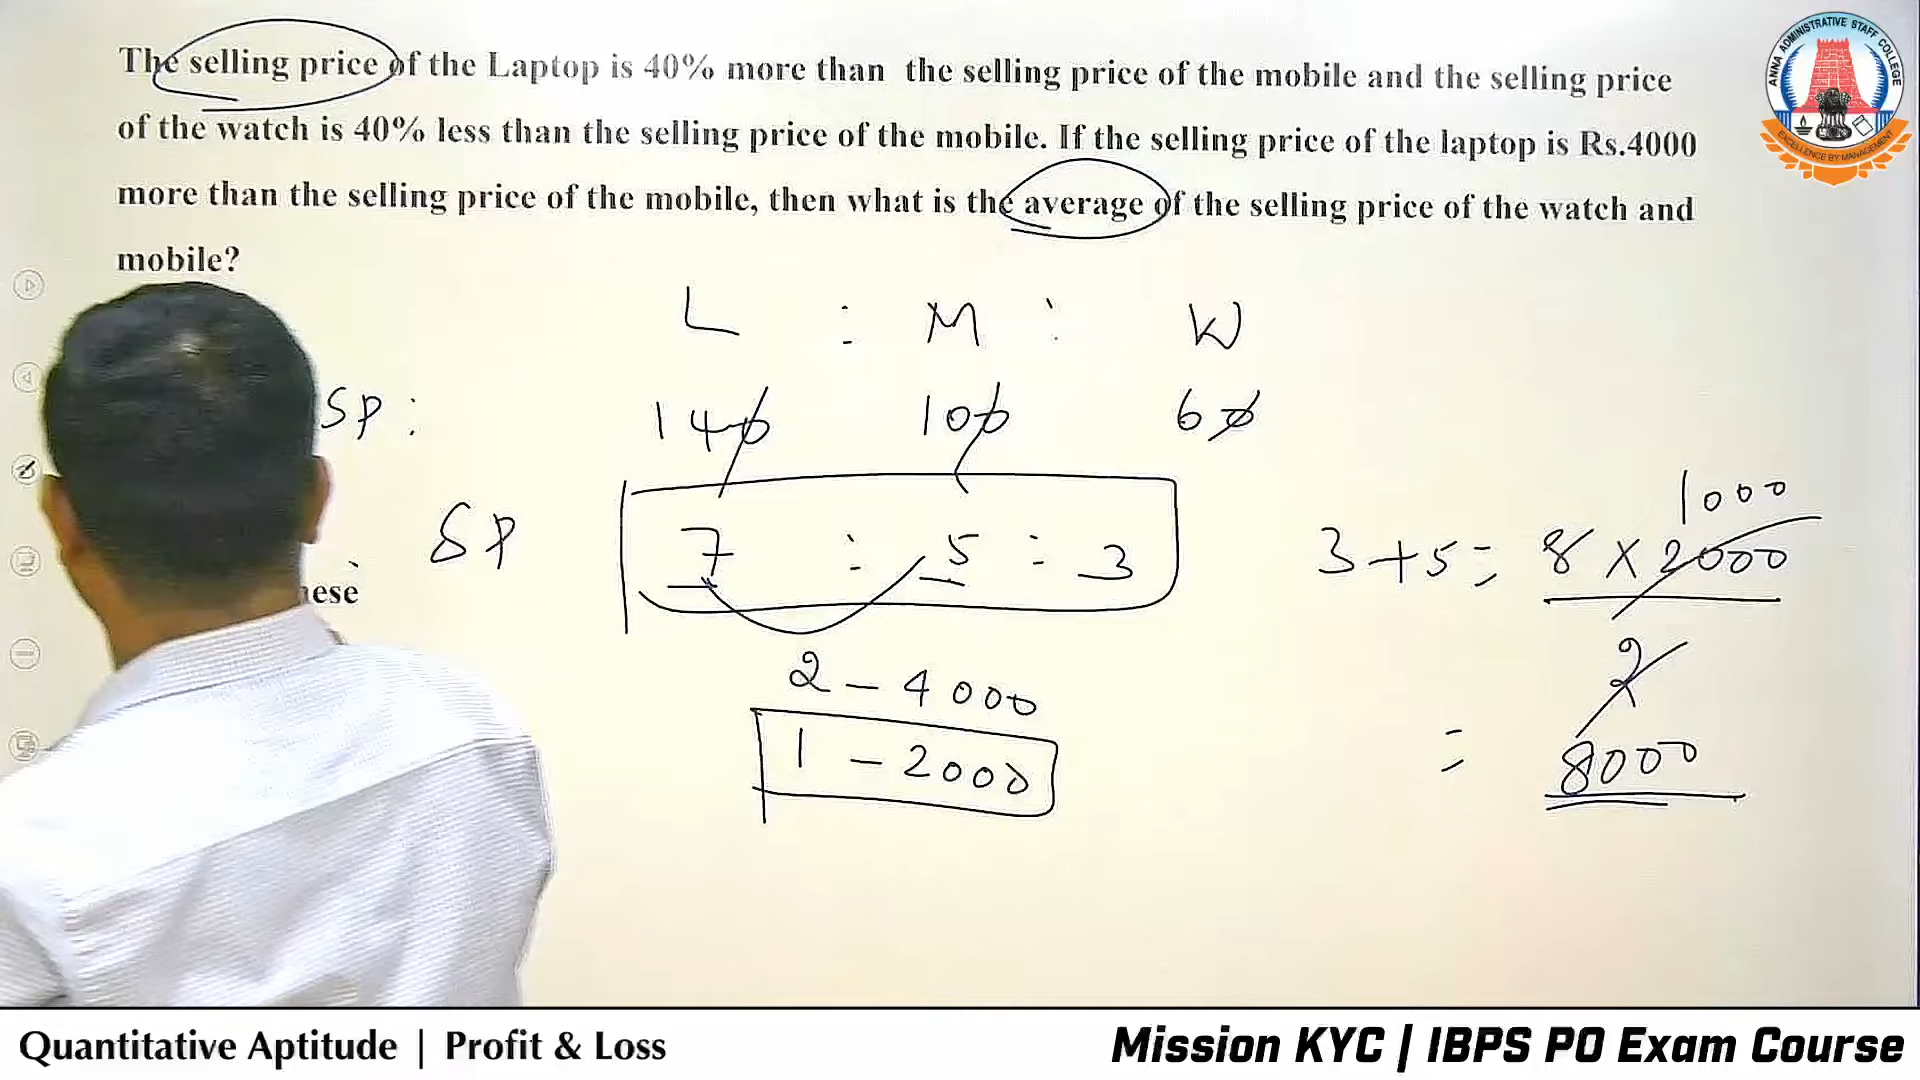 The selling price of the Laptop is 40% more than the selling price of the mobile and the selling price
of the watch is 40% less than the selling price of the mobile. If the selling price of the laptop is Rs.4000
more than the selling price of the mobile, then what is the average of the selling price of the watch and
mobile?
ANNA ADMINISTRATIVE STAFF COLLEGE
EXCELLENCE BY MANAGEMENT
L : M : W
SP : 140 100 60
SP 7 : 5 : 3
3 + 5 = 8 × 2000
1000
2
2 - 4000
1 - 2000
= 8000
nese
Quantitative Aptitude | Profit & Loss
Mission KYC | IBPS PO Exam Course